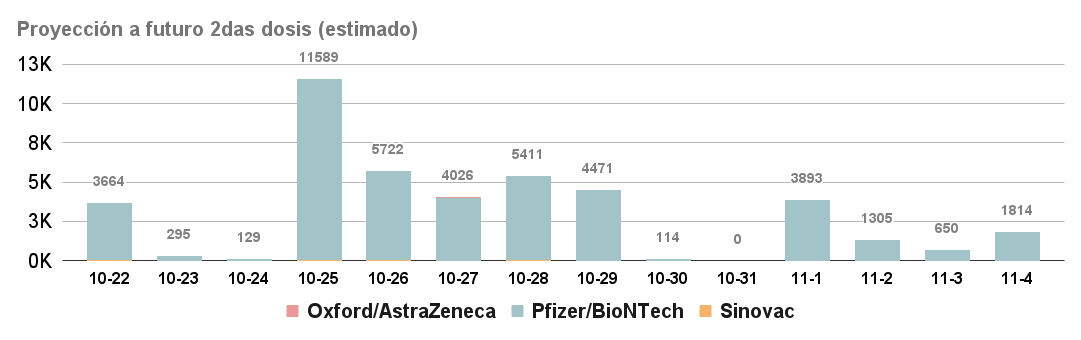 Proyección a futuro 2das dosis (estimado)
13K
10K
8K
5K
3K
0K
3664
295
129
11589
5722
4026
5411
4471
114
0
3893
1305
650
1814
10-22 10-23 10-24 10-25 10-26 10-27 10-28 10-29 10-30 10-31 11-1 11-2 11-3 11-4
Oxford/AstraZeneca Pfizer/BioNTech Sinovac